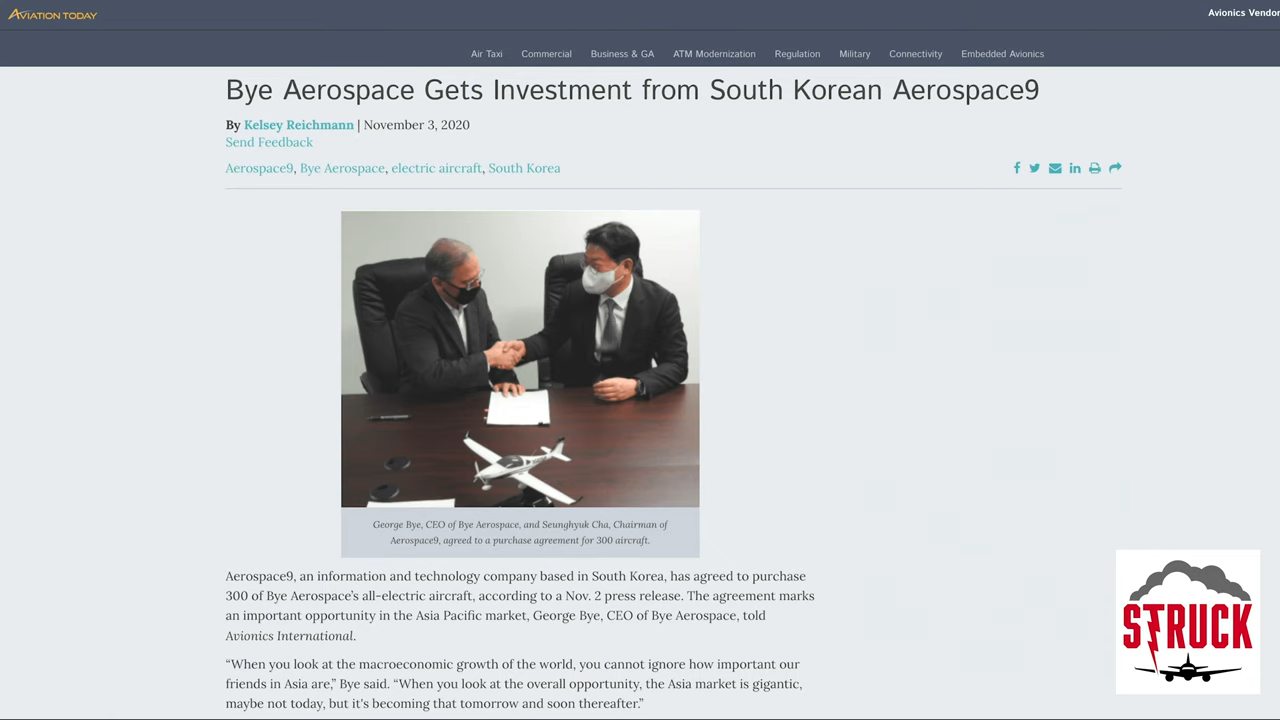 AVIATION TODAY
Avionics Vendor
Air Taxi Commercial Business & GA ATM Modernization Regulation Military Connectivity Embedded Avionics
Bye Aerospace Gets Investment from South Korean Aerospace9
By Kelsey Reichmann | November 3, 2020
Send Feedback
Aerospace9, Bye Aerospace, electric aircraft, South Korea
George Bye, CEO of Bye Aerospace, and Seunghyuk Cha, Chairman of
Aerospace9, agreed to a purchase agreement for 300 aircraft.
Aerospace9, an information and technology company based in South Korea, has agreed to purchase
300 of Bye Aerospace’s all-electric aircraft, according to a Nov. 2 press release. The agreement marks
an important opportunity in the Asia Pacific market, George Bye, CEO of Bye Aerospace, told
Avionics International.
“When you look at the macroeconomic growth of the world, you cannot ignore how important our
friends in Asia are,” Bye said. “When you look at the overall opportunity, the Asia market is gigantic,
maybe not today, but it's becoming that tomorrow and soon thereafter.”
STRUCK